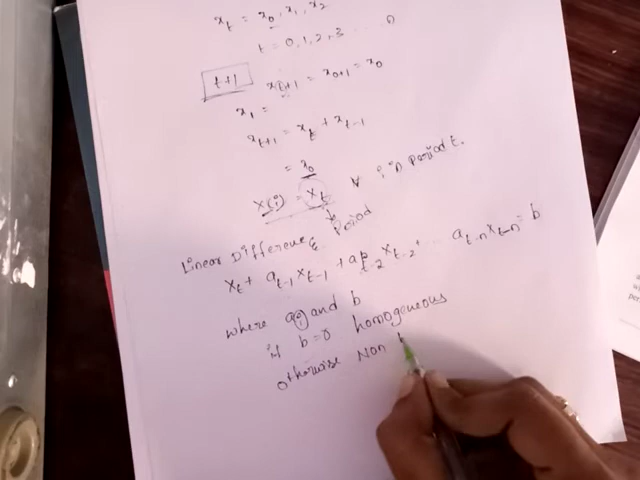 x_t = x_0, x_1, x_2
t = 0, 1, 2, 3 ..... n
t+1 x_{t+1} = x_{0+1} = x_0
x_1 =
x_{t+1} = x_t + x_{t-1}
= x_0
x(i) = x_t ∀ i in period t.
Period
Linear Difference
x_t + a_{t-1} x_{t-1} + a_{t-2} x_{t-2} ..... a_{t-n} x_{t-n} = b
where a(i) and b
if b=0 homogeneous
otherwise Non h